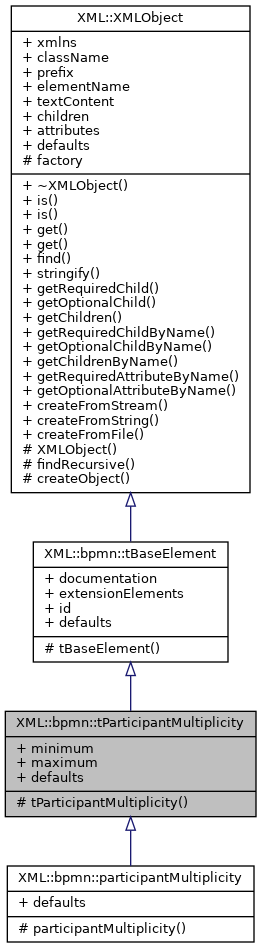 XML::XMLObject
+ xmlns
+ className
+ prefix
+ elementName
+ textContent
+ children
+ attributes
+ defaults
# factory
+ ~XMLObject()
+ is()
+ is()
+ get()
+ get()
+ find()
+ stringify()
+ getRequiredChild()
+ getOptionalChild()
+ getChildren()
+ getRequiredChildByName()
+ getOptionalChildByName()
+ getChildrenByName()
+ getRequiredAttributeByName()
+ getOptionalAttributeByName()
+ createFromStream()
+ createFromString()
+ createFromFile()
# XMLObject()
# findRecursive()
# createObject()
XML::bpmn::tBaseElement
+ documentation
+ extensionElements
+ id
+ defaults
# tBaseElement()
XML::bpmn::tParticipantMultiplicity
+ minimum
+ maximum
+ defaults
# tParticipantMultiplicity()
XML::bpmn::participantMultiplicity
+ defaults
# participantMultiplicity()